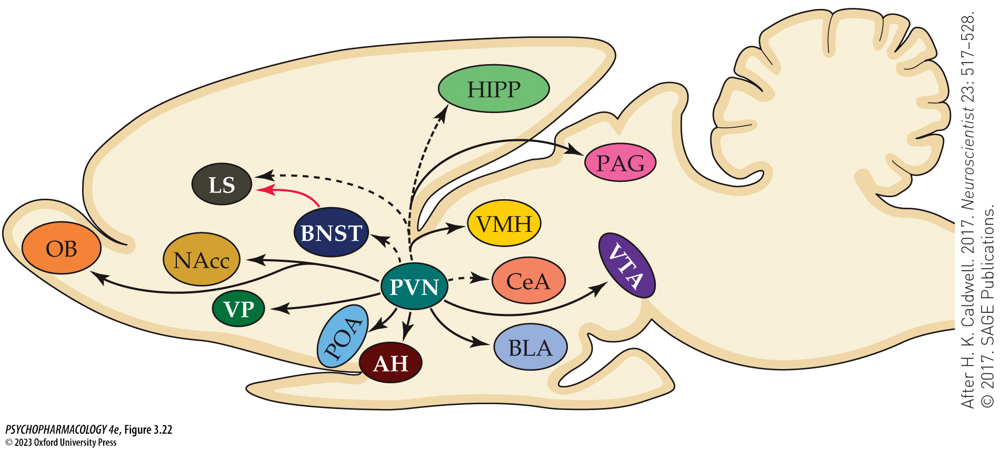 HIPP
PAG
LS
BNST
VMH
OB
NAcc
VTA
PVN
CeA
VP
POA
AH
BLA
After H. K. Caldwell. 2017. Neuroscientist 23: 517–528.
© 2017. SAGE Publications.
PSYCHOPHARMACOLOGY 4e, Figure 3.22
© 2023 Oxford University Press